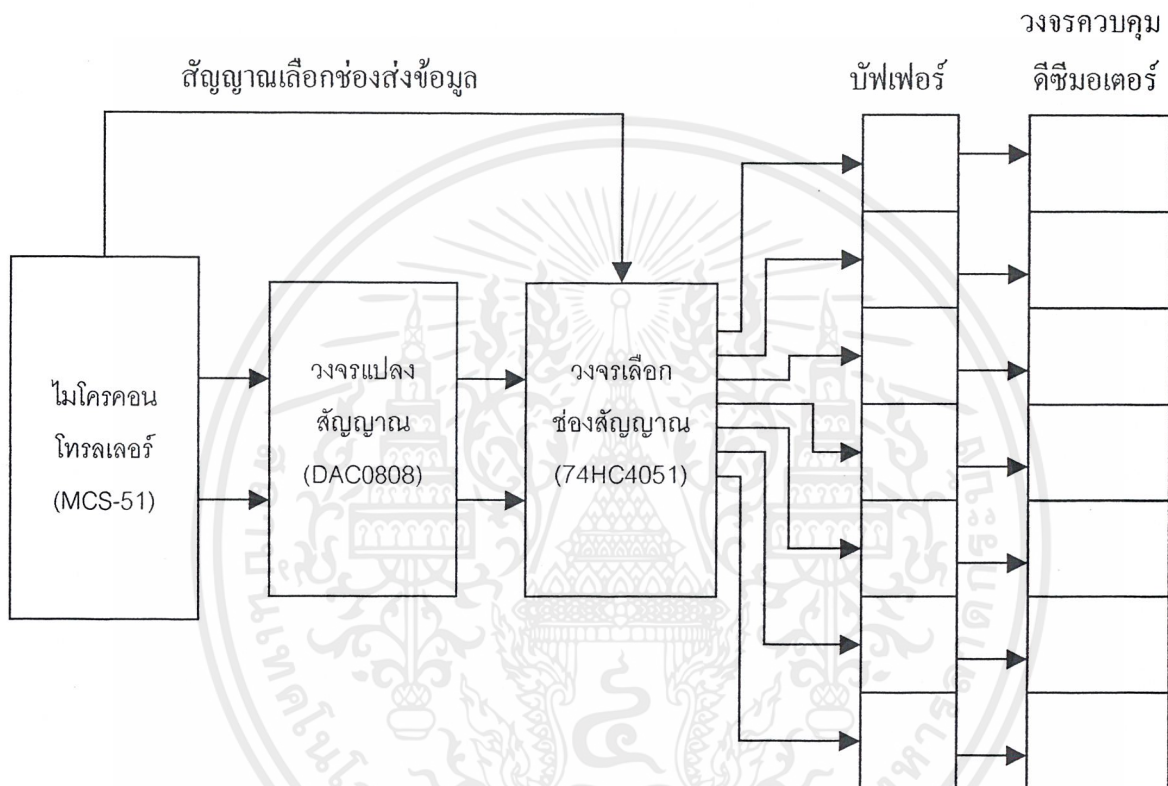 วงจรควบคุม
สัญญาณเลือกช่องส่งข้อมูล
บัฟเฟอร์
ดีซีมอเตอร์
ไมโครคอน
โทรลเลอร์
(MCS-51)
วงจรแปลง
สัญญาณ
(DAC0808)
วงจรเลือก
ช่องสัญญาณ
(74HC4051)